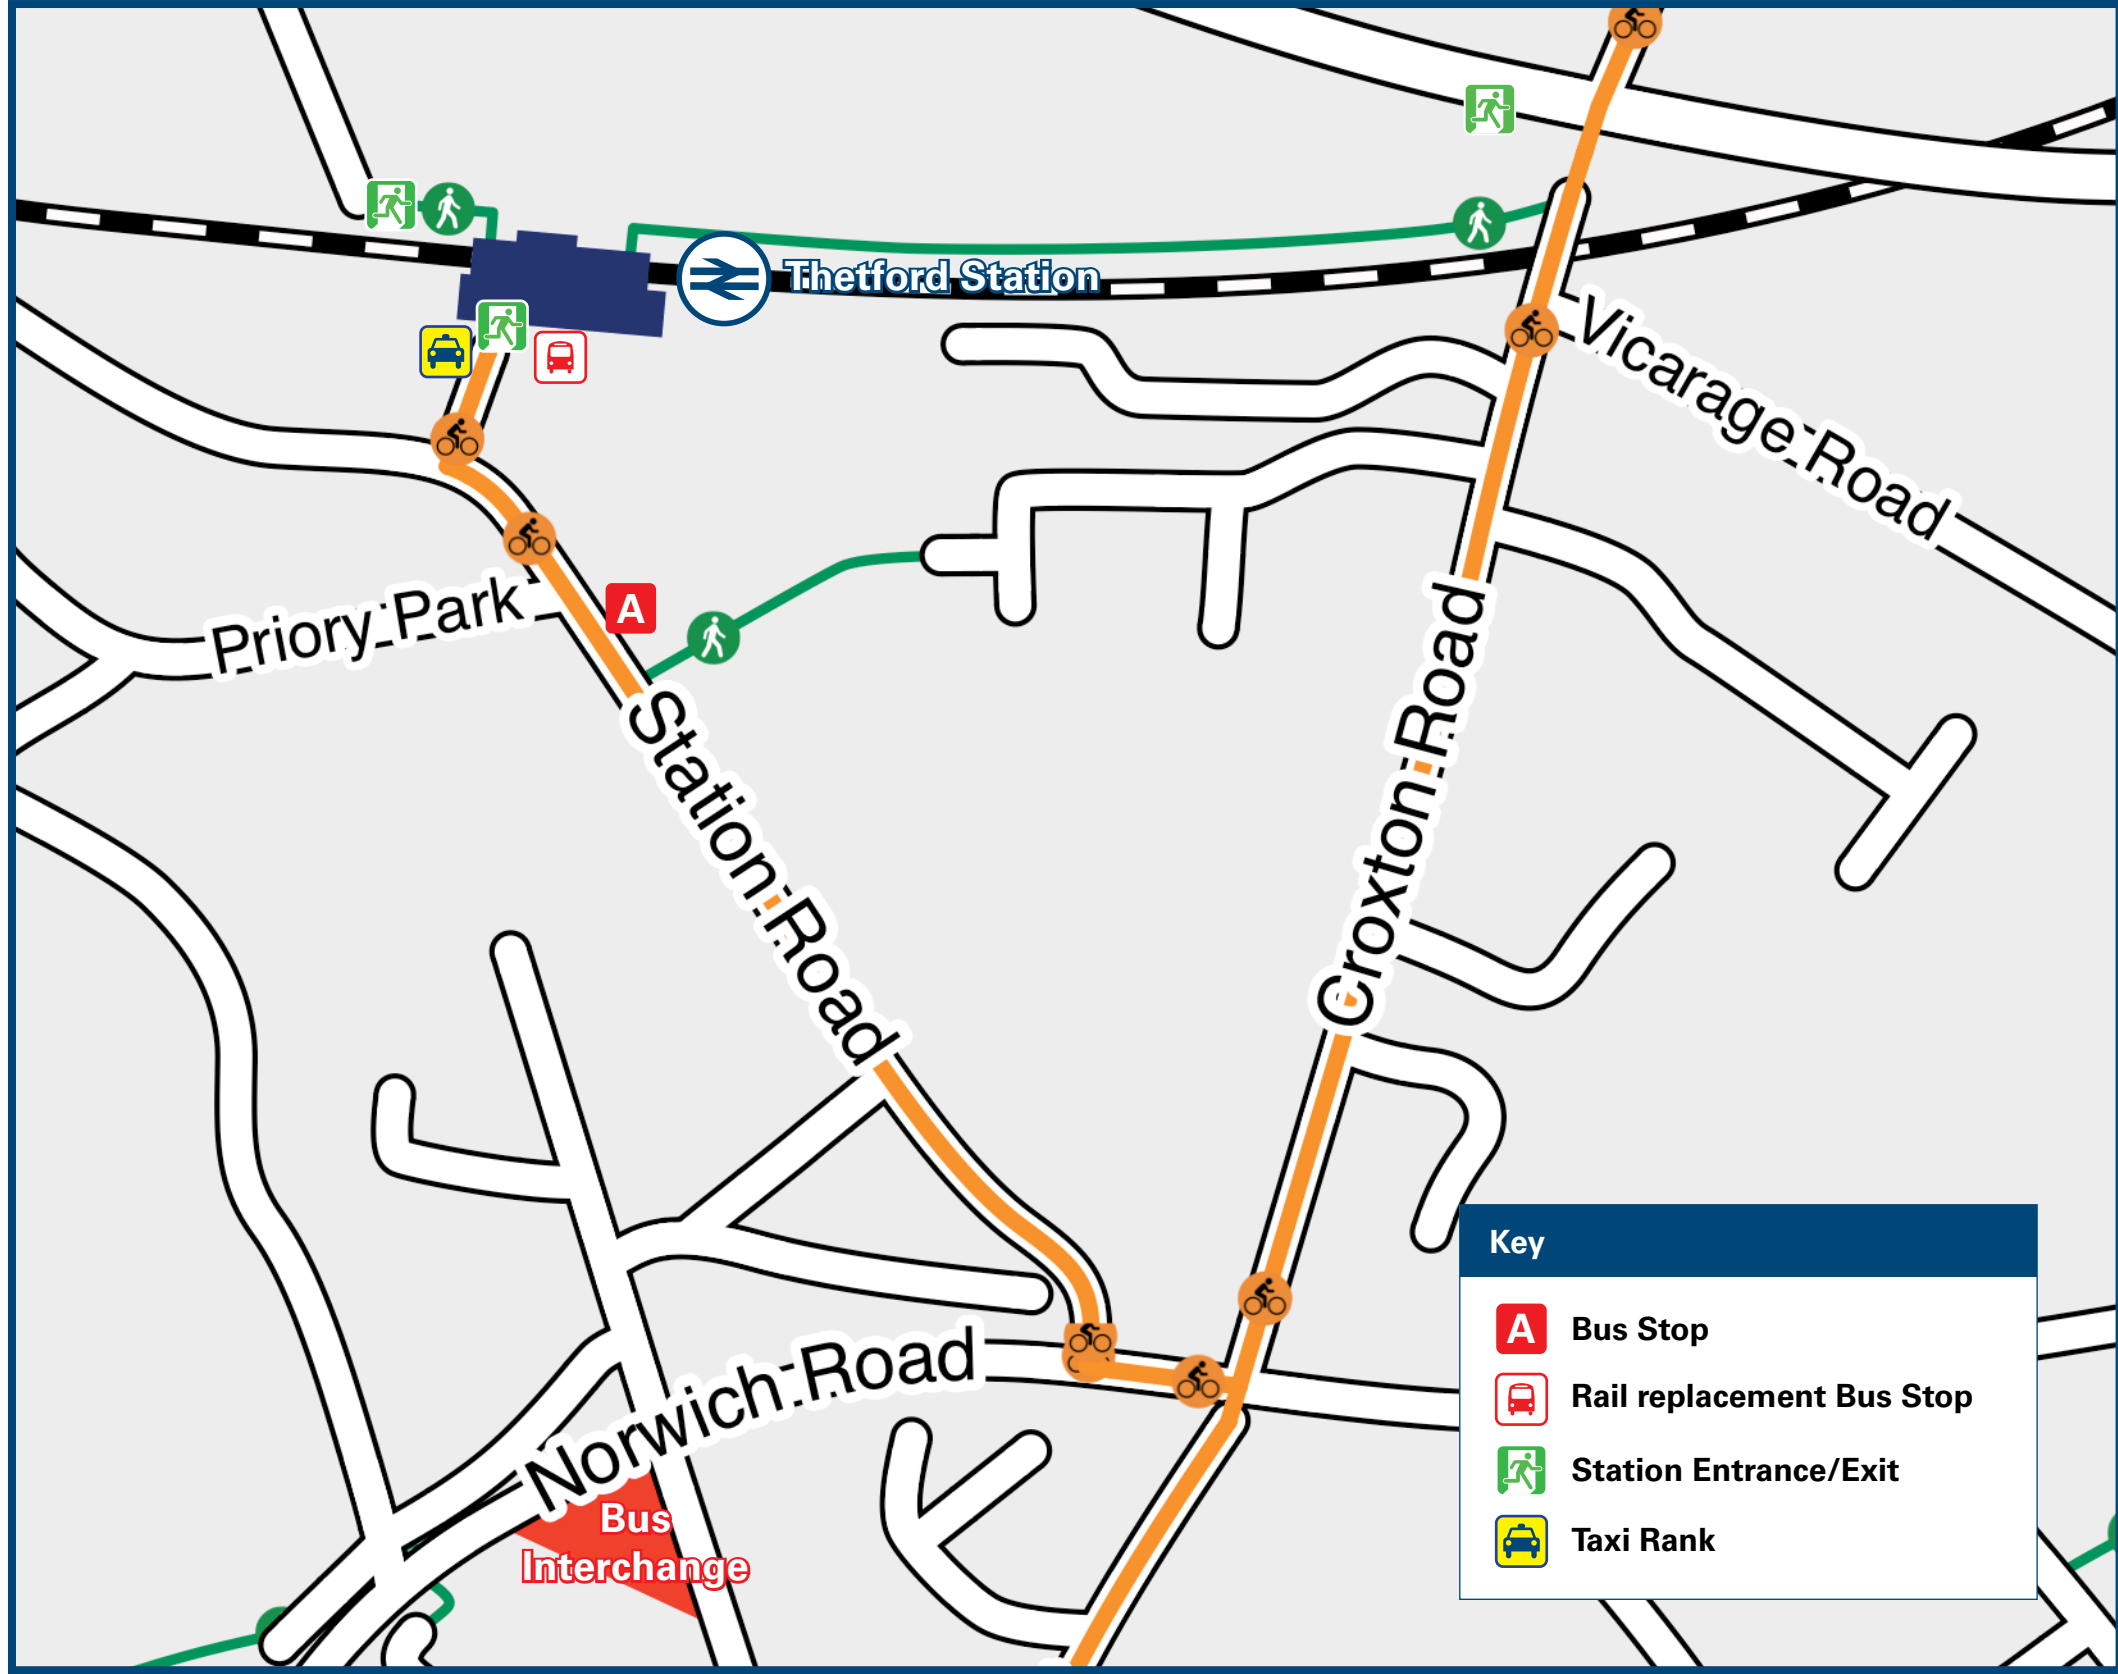 Thetford Station
Vicarage Road
Priory Park
A
Station Road
Croxton Road
Norwich Road
Bus
Interchange
Key
A Bus Stop
Rail replacement Bus Stop
Station Entrance/Exit
Taxi Rank